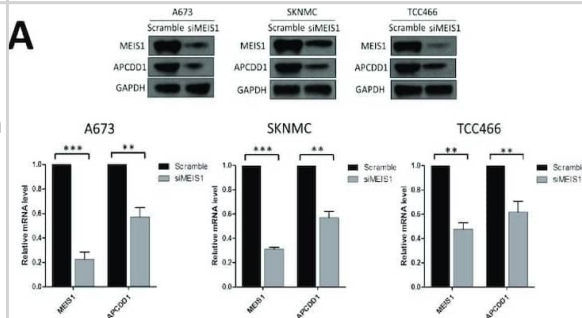 A
A673
Scramble siMEIS1
MEIS1
APCDD1
GAPDH
SKNMC
Scramble siMEIS1
MEIS1
APCDD1
GAPDH
TCC466
Scramble siMEIS1
MEIS1
APCDD1
GAPDH
A673
Relative mRNA level
1.0
0.8
0.6
0.4
0.2
0.0
***
**
Scramble
siMEIS1
MEIS1
APCDD1
SKNMC
Relative mRNA level
1.0
0.8
0.6
0.4
0.2
0.0
***
**
Scramble
siMEIS1
MEIS1
APCDD1
TCC466
Relative mRNA level
1.0
0.8
0.6
0.4
0.2
0.0
**
**
Scramble
siMEIS1
MEIS1
APCDD1